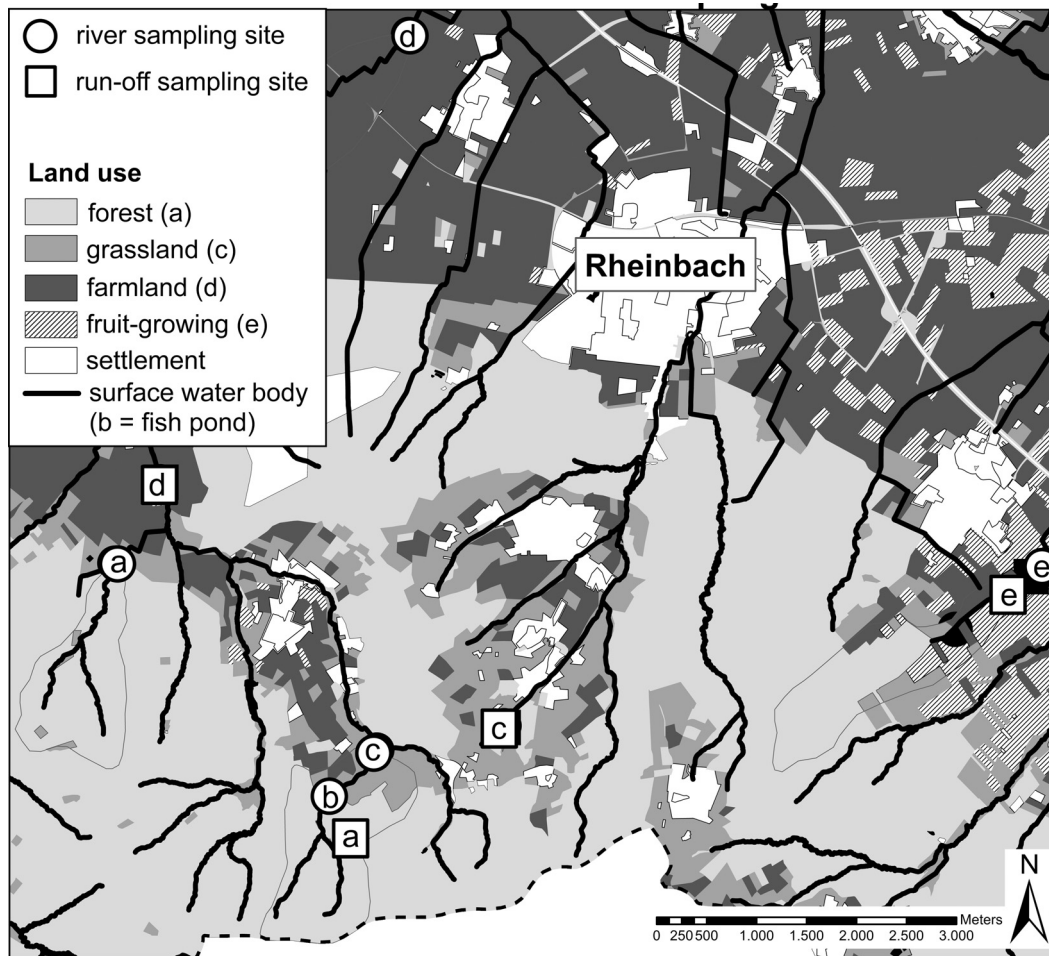 river sampling site
run-off sampling site
Land use
forest (a)
grassland (c)
farmland (d)
fruit-growing (e)
settlement
surface water body
(b = fish pond)
d
Rheinbach
d
a
e
e
c
c
b
a
N
Meters
0 250 500 1.000 1.500 2.000 2.500 3.000